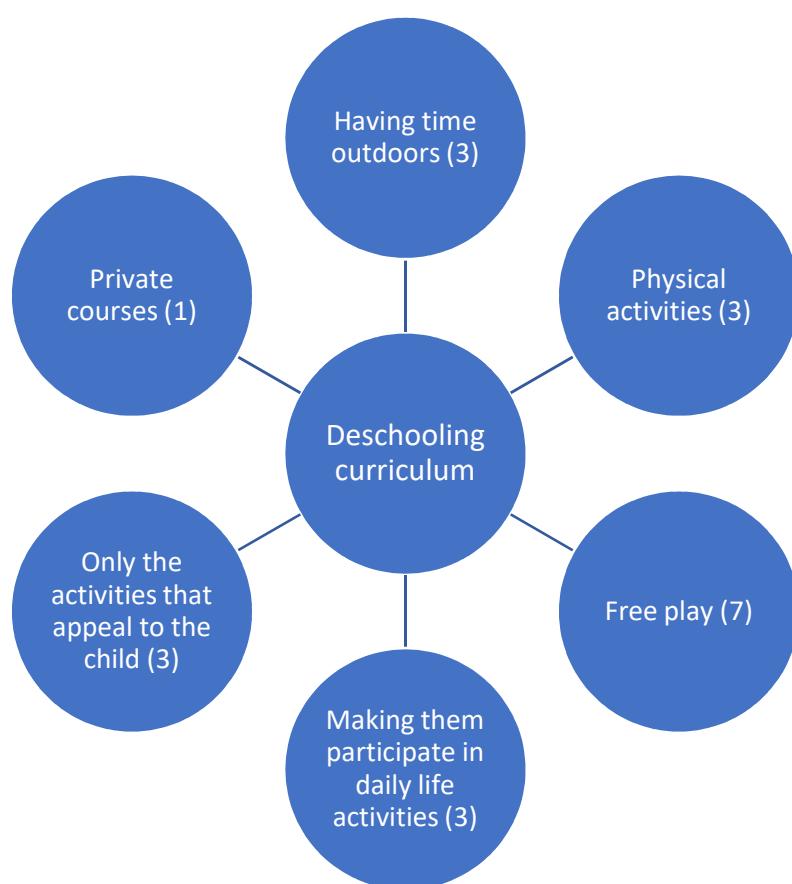 Having time
outdoors (3)
Private
courses (1)
Physical
activities (3)
Deschooling
curriculum
Only the
activities that
appeal to the
child (3)
Free play (7)
Making them
participate in
daily life
activities (3)